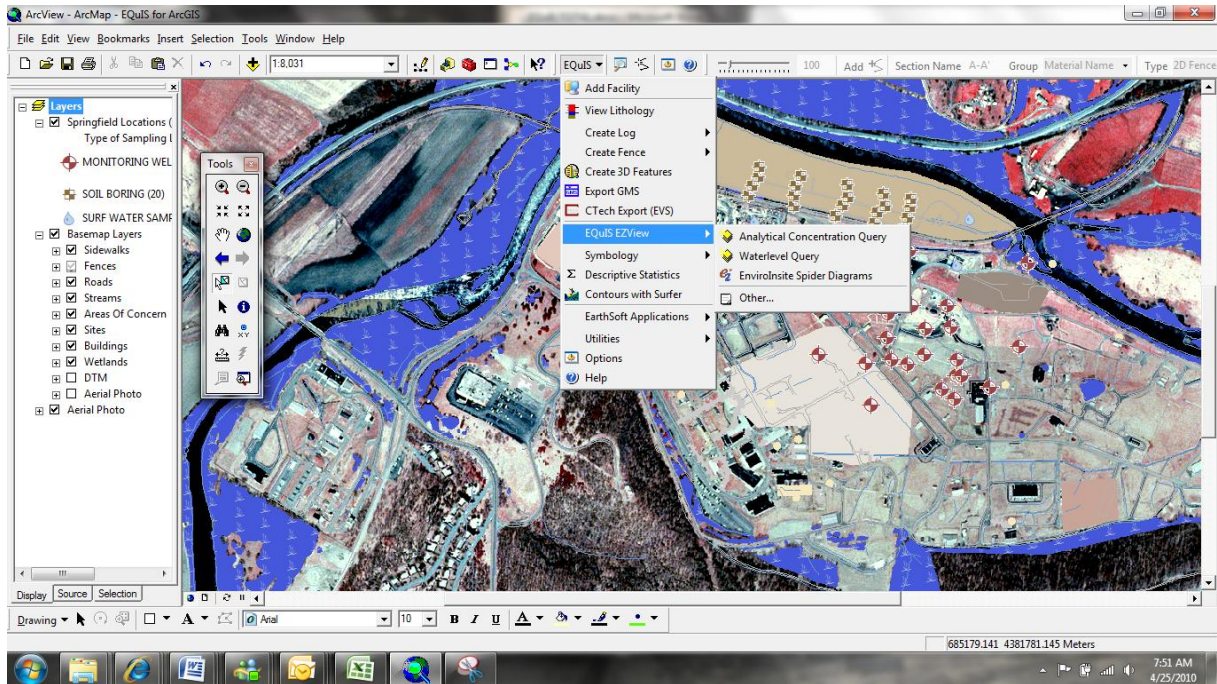 ArcView - ArcMap - EQuIS for ArcGIS
File Edit View Bookmarks Insert Selection Tools Window Help
1:8,031
EQuIS
100 Add Section Name A-A' Group Material Name Type 2D Fence
Layers
Springfield Locations (
Type of Sampling L
MONITORING WEL
SOIL BORING (20)
SURF WATER SAMP
Basemap Layers
Sidewalks
Fences
Roads
Streams
Areas Of Concern
Sites
Buildings
Wetlands
DTM
Aerial Photo
Aerial Photo
Tools
Add Facility
View Lithology
Create Log
Create Fence
Create 3D Features
Export GMS
CTech Export (EVS)
EQuIS EZView
Symbology
Descriptive Statistics
Contours with Surfer
EarthSoft Applications
Utilities
Options
Help
Analytical Concentration Query
Waterlevel Query
EnviroInsite Spider Diagrams
Other...
Display Source Selection
Drawing A Arial 10 B I U A
685179.141 4381781.145 Meters
7:51 AM
4/25/2010